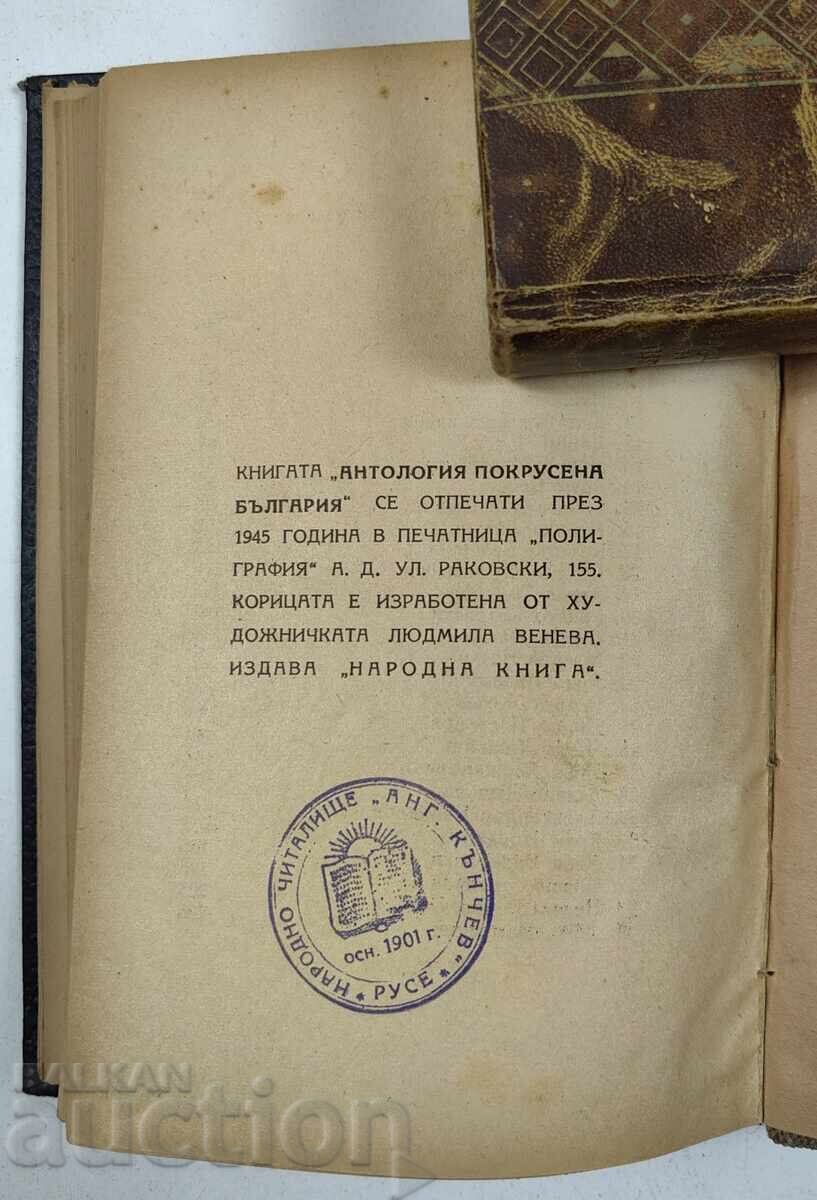 КНИГАТА „АНТОЛОГИЯ ПОКРУСЕНА
БЪЛГАРИЯ“ СЕ ОТПЕЧАТИ ПРЕЗ
1945 ГОДИНА В ПЕЧАТНИЦА „ПОЛИ-
ГРАФИЯ“ А. Д. УЛ. РАКОВСКИ, 155.
КОРИЦАТА Е ИЗРАБОТЕНА ОТ ХУ-
ДОЖНИЧКАТА ЛЮДМИЛА ВЕНЕВА.
ИЗДАВА „НАРОДНА КНИГА“.
НАРОДНО ЧИТАЛИЩЕ „АНГ. КЪНЧЕВ“
осн. 1901 г.
* РУСЕ *
BALKAN
auction